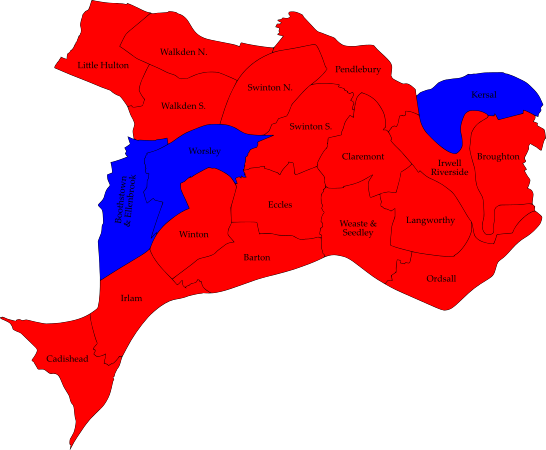 Walkden N.
Little Hulton
Pendlebury
Swinton N.
Kersal
Walkden S.
Swinton S.
Worsley
Claremont
Broughton
Irwell
Riverside
Boothstown
& Ellenbrook
Eccles
Langworthy
Weaste &
Seedley
Winton
Barton
Ordsall
Irlam
Cadishead